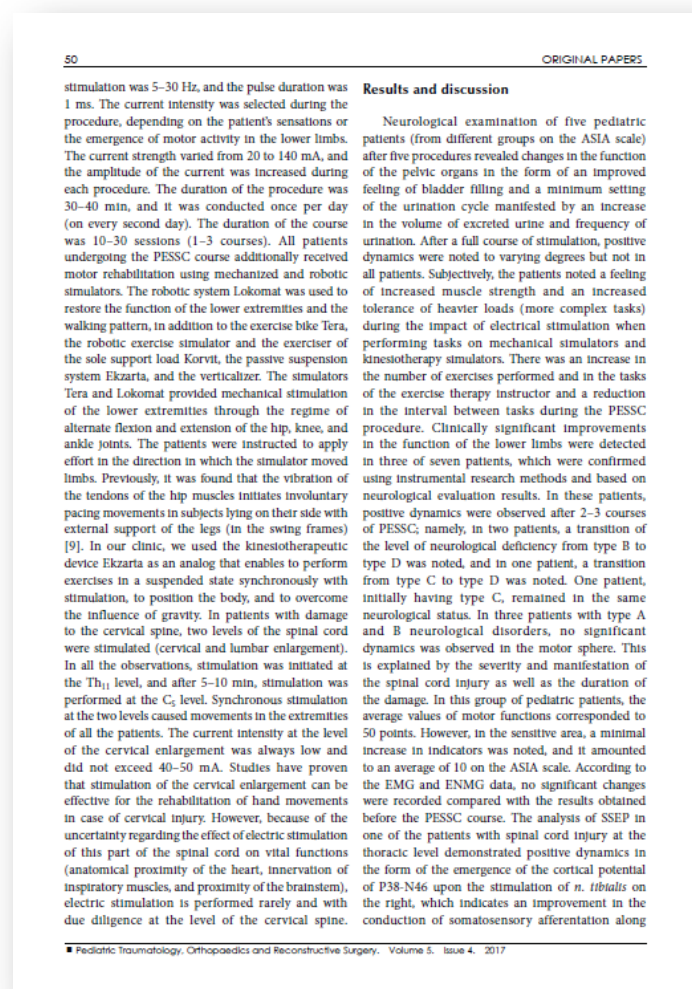 50
ORIGINAL PAPERS
stimulation was 5–30 Hz, and the pulse duration was
1 ms. The current intensity was selected during the
procedure, depending on the patient's sensations or
the emergence of motor activity in the lower limbs.
The current strength varied from 20 to 140 mA, and
the amplitude of the current was increased during
each procedure. The duration of the procedure was
30–40 min, and it was conducted once per day
(on every second day). The duration of the course
was 10–30 sessions (1–3 courses). All patients
undergoing the PESSC course additionally received
motor rehabilitation using mechanized and robotic
simulators. The robotic system Lokomat was used to
restore the function of the lower extremities and the
walking pattern, in addition to the exercise bike Tera,
the robotic exercise simulator and the exerciser of
the sole support load Korvit, the passive suspension
system Ekzarta, and the verticalizer. The simulators
Tera and Lokomat provided mechanical stimulation
of the lower extremities through the regime of
alternate flexion and extension of the hip, knee, and
ankle joints. The patients were instructed to apply
effort in the direction in which the simulator moved
limbs. Previously, it was found that the vibration of
the tendons of the hip muscles initiates involuntary
pacing movements in subjects lying on their side with
external support of the legs (in the swing frames)
[9]. In our clinic, we used the kinesiotherapeutic
device Ekzarta as an analog that enables to perform
exercises in a suspended state synchronously with
stimulation, to position the body, and to overcome
the influence of gravity. In patients with damage
to the cervical spine, two levels of the spinal cord
were stimulated (cervical and lumbar enlargement).
In all the observations, stimulation was initiated at
the Th11 level, and after 5–10 min, stimulation was
performed at the C5 level. Synchronous stimulation
at the two levels caused movements in the extremities
of all the patients. The current intensity at the level
of the cervical enlargement was always low and
did not exceed 40–50 mA. Studies have proven
that stimulation of the cervical enlargement can be
effective for the rehabilitation of hand movements
in case of cervical injury. However, because of the
uncertainty regarding the effect of electric stimulation
of this part of the spinal cord on vital functions
(anatomical proximity of the heart, innervation of
inspiratory muscles, and proximity of the brainstem),
electric stimulation is performed rarely and with
due diligence at the level of the cervical spine.
Results and discussion
Neurological examination of five pediatric
patients (from different groups on the ASIA scale)
after five procedures revealed changes in the function
of the pelvic organs in the form of an improved
feeling of bladder filling and a minimum setting
of the urination cycle manifested by an increase
in the volume of excreted urine and frequency of
urination. After a full course of stimulation, positive
dynamics were noted to varying degrees but not in
all patients. Subjectively, the patients noted a feeling
of increased muscle strength and an increased
tolerance of heavier loads (more complex tasks)
during the impact of electrical stimulation when
performing tasks on mechanical simulators and
kinesiotherapy simulators. There was an increase in
the number of exercises performed and in the tasks
of the exercise therapy instructor and a reduction
in the interval between tasks during the PESSC
procedure. Clinically significant improvements
in the function of the lower limbs were detected
in three of seven patients, which were confirmed
using instrumental research methods and based on
neurological evaluation results. In these patients,
positive dynamics were observed after 2–3 courses
of PESSC; namely, in two patients, a transition of
the level of neurological deficiency from type B to
type D was noted, and in one patient, a transition
from type C to type D was noted. One patient,
initially having type C, remained in the same
neurological status. In three patients with type A
and B neurological disorders, no significant
dynamics was observed in the motor sphere. This
is explained by the severity and manifestation of
the spinal cord injury as well as the duration of
the damage. In this group of pediatric patients, the
average values of motor functions corresponded to
50 points. However, in the sensitive area, a minimal
increase in indicators was noted, and it amounted
to an average of 10 on the ASIA scale. According to
the EMG and ENMG data, no significant changes
were recorded compared with the results obtained
before the PESSC course. The analysis of SSEP in
one of the patients with spinal cord injury at the
thoracic level demonstrated positive dynamics in
the form of the emergence of the cortical potential
of P38-N46 upon the stimulation of n. tibialis on
the right, which indicates an improvement in the
conduction of somatosensory afferentation along
■ Pediatric Traumatology, Orthopaedics and Reconstructive Surgery. Volume 5. Issue 4. 2017